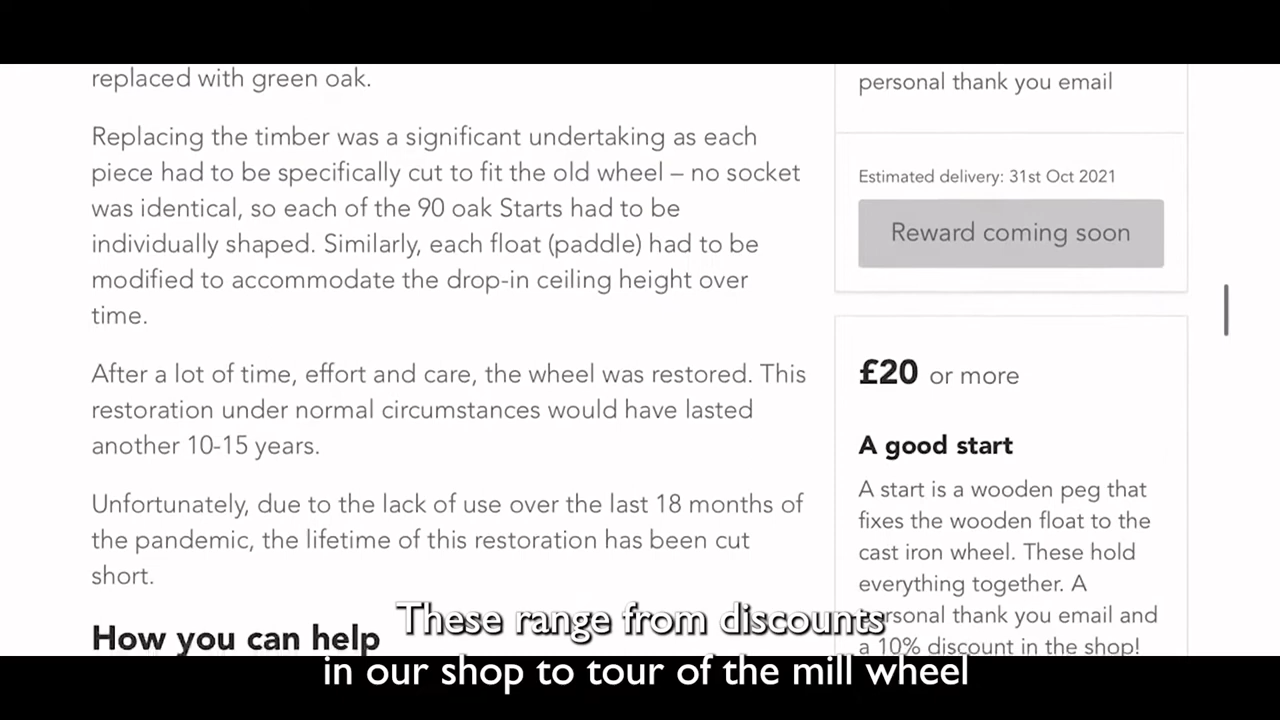 replaced with green oak.
Replacing the timber was a significant undertaking as each
piece had to be specifically cut to fit the old wheel – no socket
was identical, so each of the 90 oak Starts had to be
individually shaped. Similarly, each float (paddle) had to be
modified to accommodate the drop-in ceiling height over
time.
After a lot of time, effort and care, the wheel was restored. This
restoration under normal circumstances would have lasted
another 10-15 years.
Unfortunately, due to the lack of use over the last 18 months of
the pandemic, the lifetime of this restoration has been cut
short.
How you can help
personal thank you email
Estimated delivery: 31st Oct 2021
Reward coming soon
£20 or more
A good start
A start is a wooden peg that
fixes the wooden float to the
cast iron wheel. These hold
everything together. A
personal thank you email and
a 10% discount in the shop!
These range from discounts
in our shop to tour of the mill wheel